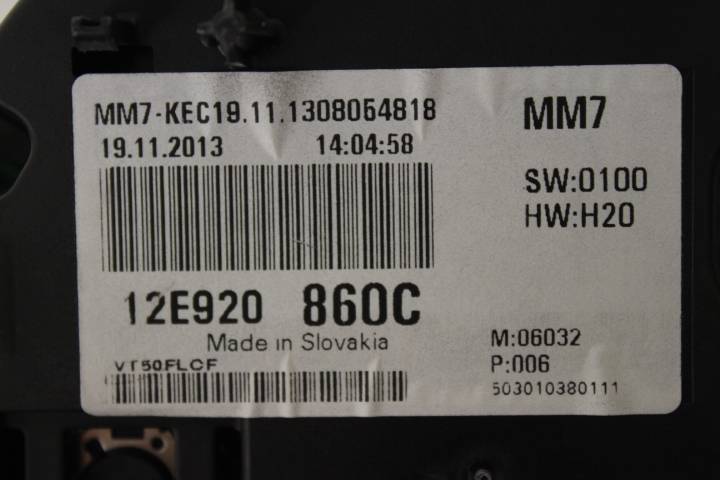 MM7-KEC19.11.1308064818
19.11.2013 14:04:58
12E920 860C
Made in Slovakia
VT50FLCF
MM7
SW:0100
HW:H20
M:06032
P:006
503010380111